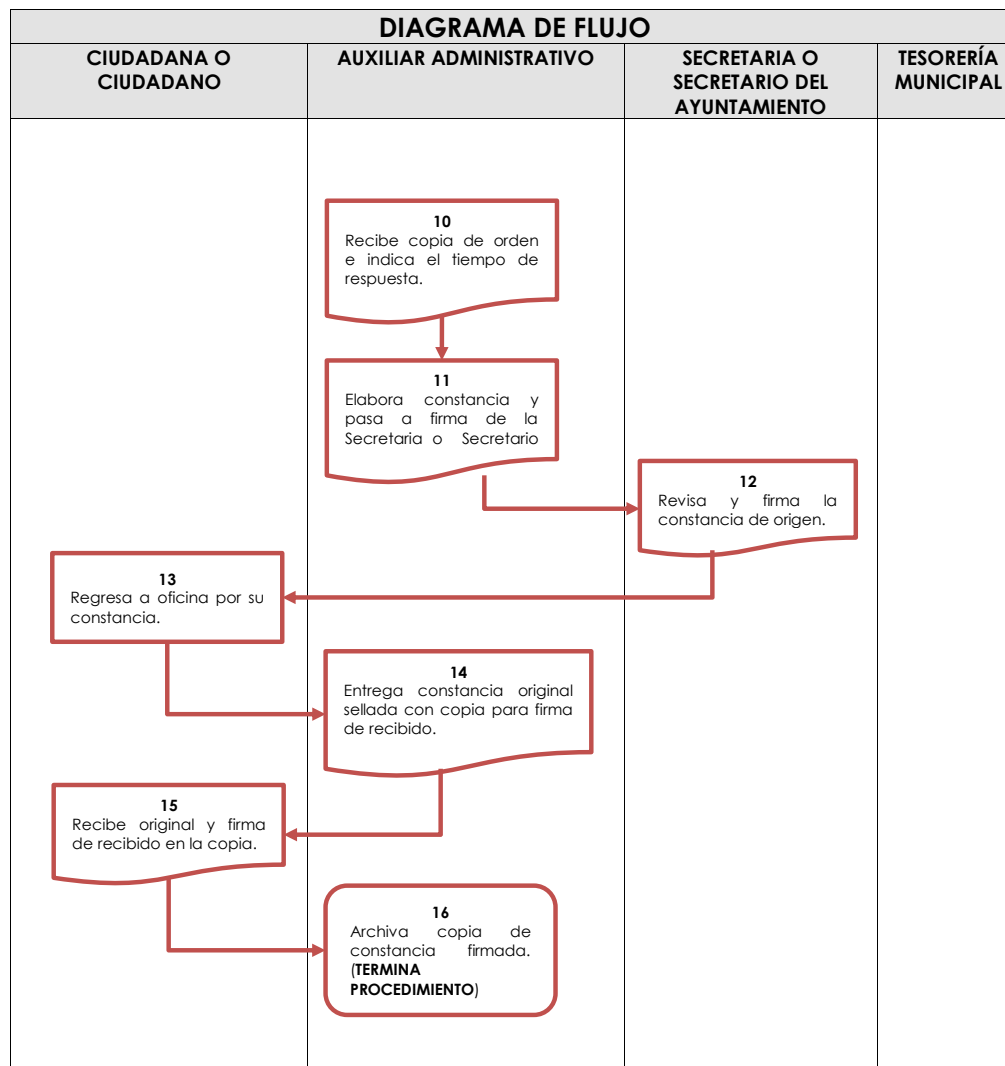 DIAGRAMA DE FLUJO
CIUDADANA O
CIUDADANO
AUXILIAR ADMINISTRATIVO
SECRETARIA O
SECRETARIO DEL
AYUNTAMIENTO
TESORERÍA
MUNICIPAL
10
Recibe copia de orden
e indica el tiempo de
respuesta.
11
Elabora constancia y
pasa a firma de la
Secretaria o Secretario
12
Revisa y firma la
constancia de origen.
13
Regresa a oficina por su
constancia.
14
Entrega constancia original
sellada con copia para firma
de recibido.
15
Recibe original y firma
de recibido en la copia.
16
Archiva copia de
constancia firmada.
(TERMINA
PROCEDIMIENTO)